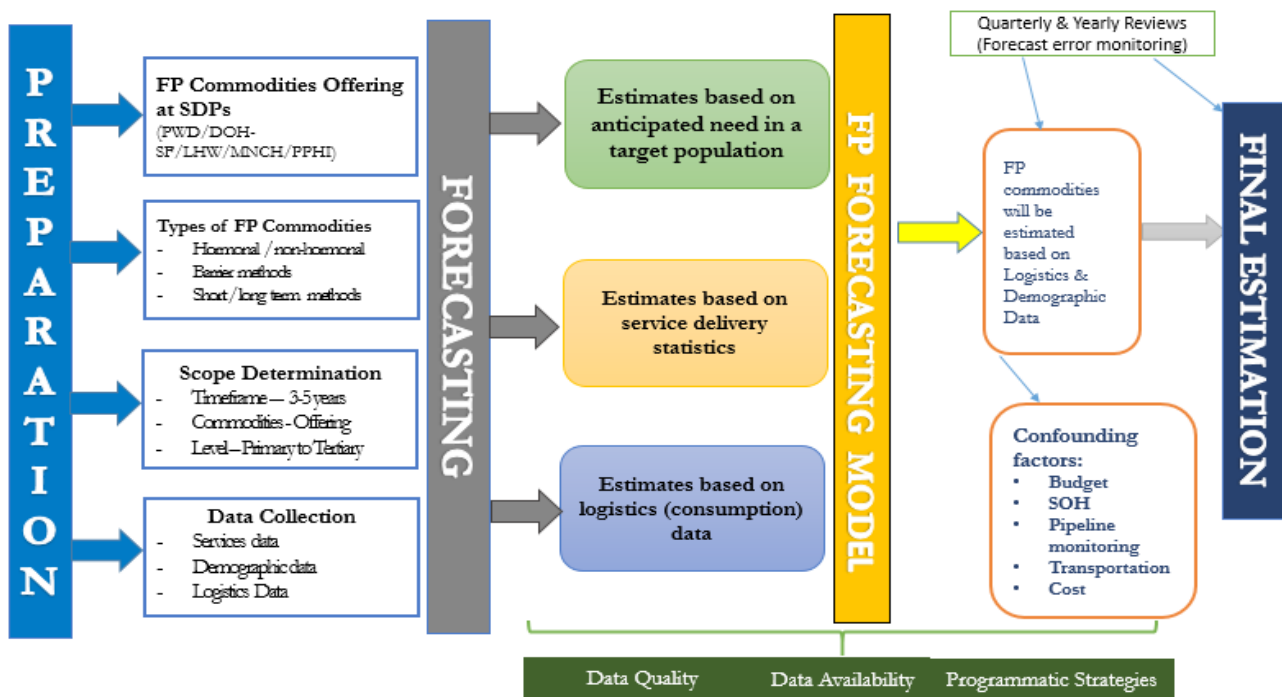 PREPARATION
FP Commodities Offering
at SDPs
(PWD/DOH-
SF/LHW/MNCH/PPHI)
Types of FP Commodities
- Hormonal / non-hormonal
- Barrier methods
- Short/long term methods
Scope Determination
- Timeframe – 3-5 years
- Commodities - Offering
- Level – Primary to Tertiary
Data Collection
- Services data
- Demographic data
- Logistics Data
FORECASTING
Estimates based on
anticipated need in a
target population
Estimates based on
service delivery
statistics
Estimates based on
logistics (consumption)
data
FP FORECASTING MODEL
Quarterly & Yearly Reviews
(Forecast error monitoring)
FP
commodities
will be
estimated
based on
Logistics &
Demographic
Data
Confounding
factors:
• Budget
• SOH
• Pipeline
monitoring
• Transportation
• Cost
FINAL ESTIMATION
Data Quality
Data Availability
Programmatic Strategies